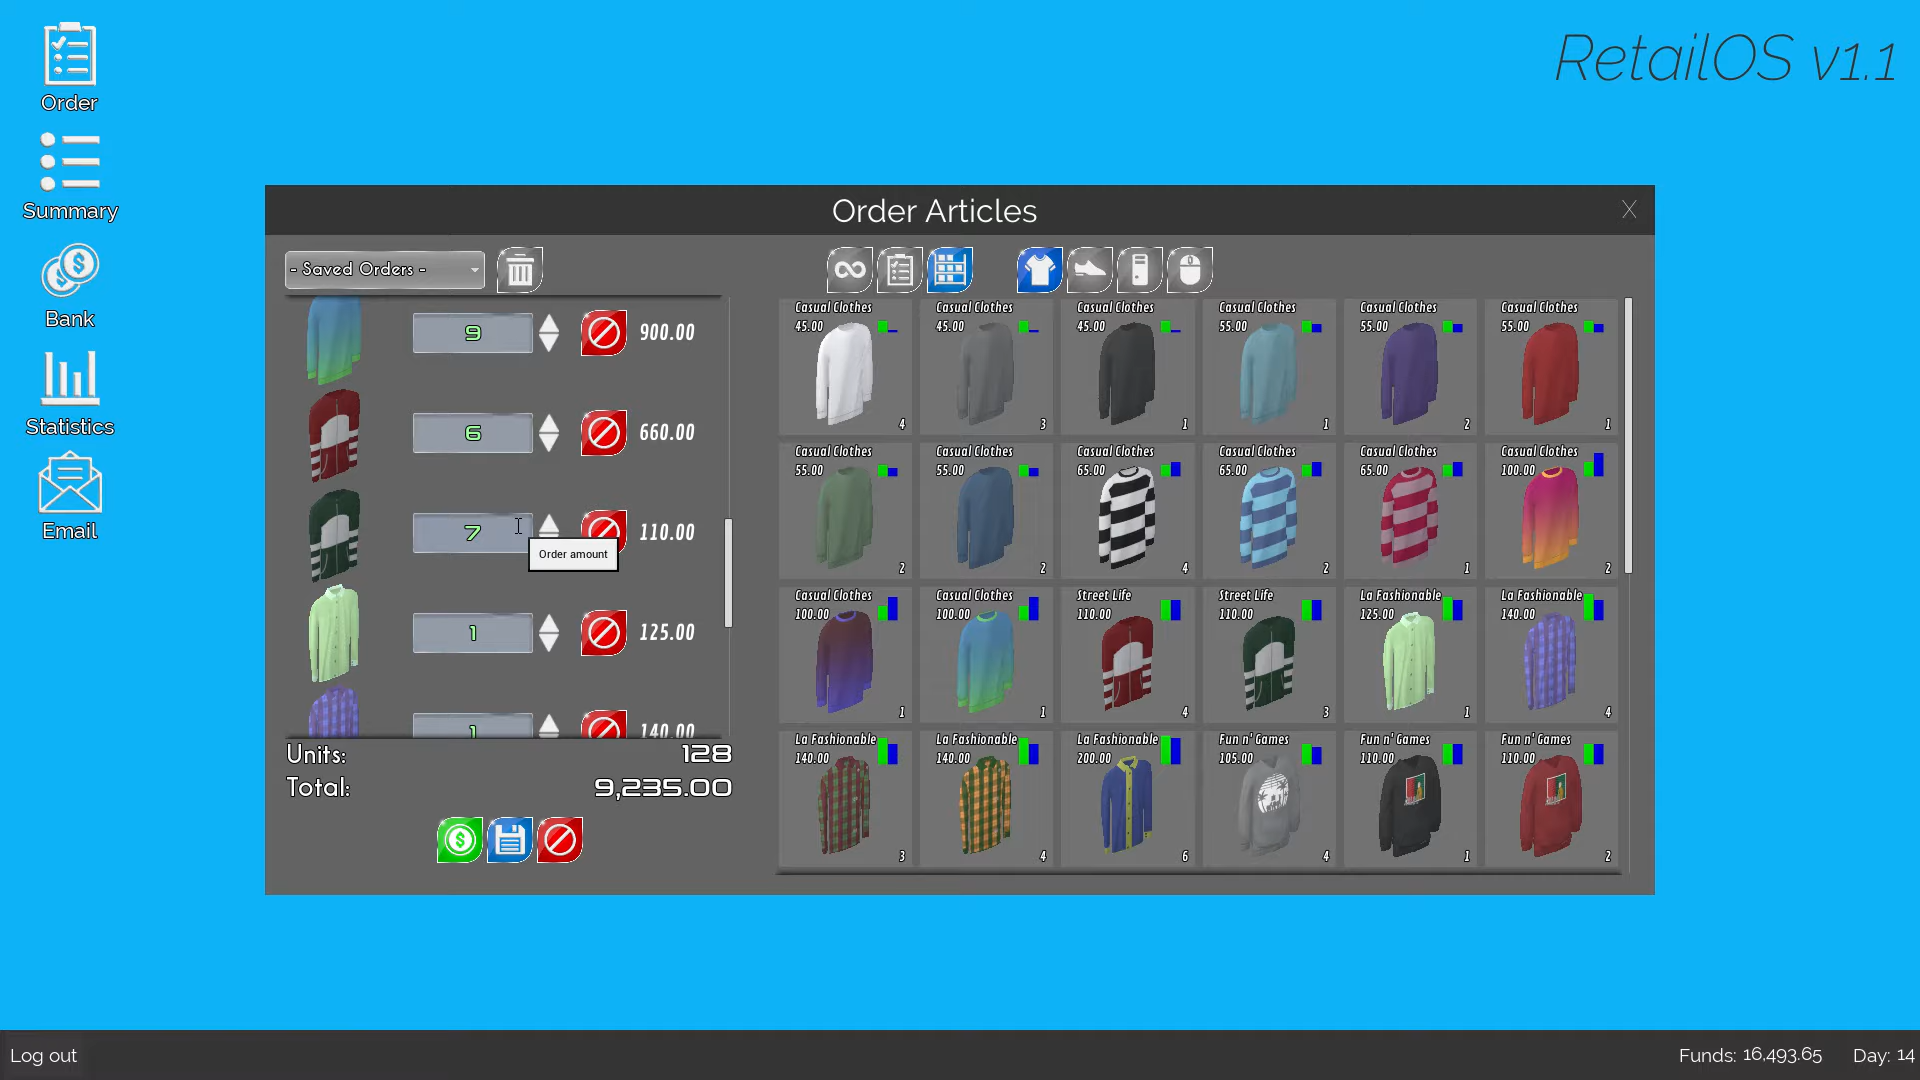 RetailOS v1.1
Order
Summary
Bank
Statistics
Email
Order Articles
X
- Saved Orders -
9
900.00
6
660.00
7
110.00
Order amount
1
125.00
1
140.00
Units: 128
Total: 9,235.00
Casual Clothes
45.00
4
Casual Clothes
45.00
3
Casual Clothes
45.00
1
Casual Clothes
55.00
1
Casual Clothes
55.00
2
Casual Clothes
55.00
1
Casual Clothes
55.00
2
Casual Clothes
55.00
2
Casual Clothes
65.00
4
Casual Clothes
65.00
2
Casual Clothes
65.00
1
Casual Clothes
100.00
2
Casual Clothes
100.00
1
Casual Clothes
100.00
1
Street Life
110.00
4
Street Life
110.00
3
La Fashionable
125.00
1
La Fashionable
140.00
4
La Fashionable
140.00
3
La Fashionable
140.00
4
La Fashionable
200.00
6
Fun n' Games
105.00
4
Fun n' Games
110.00
1
Fun n' Games
110.00
2
Log out
Funds: 16,493.65
Day: 14